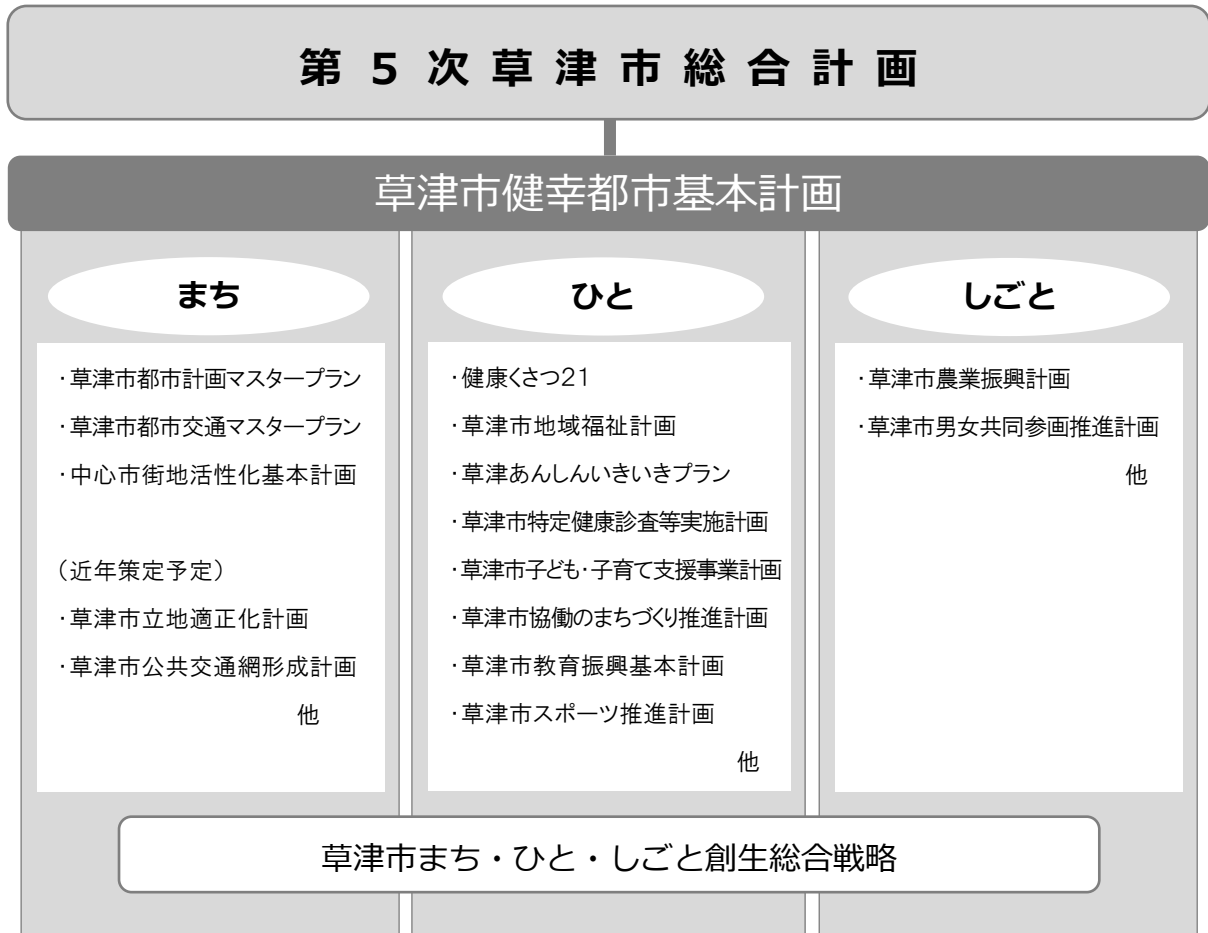 第5次草津市総合計画
草津市健幸都市基本計画
まち
・草津市都市計画マスタープラン
・草津市都市交通マスタープラン
・中心市街地活性化基本計画
（近年策定予定）
・草津市立地適正化計画
・草津市公共交通網形成計画
他
ひと
・健康くさつ21
・草津市地域福祉計画
・草津あんしんいきいきプラン
・草津市特定健康診査等実施計画
・草津市子ども・子育て支援事業計画
・草津市協働のまちづくり推進計画
・草津市教育振興基本計画
・草津市スポーツ推進計画
他
しごと
・草津市農業振興計画
・草津市男女共同参画推進計画
他
草津市まち・ひと・しごと創生総合戦略